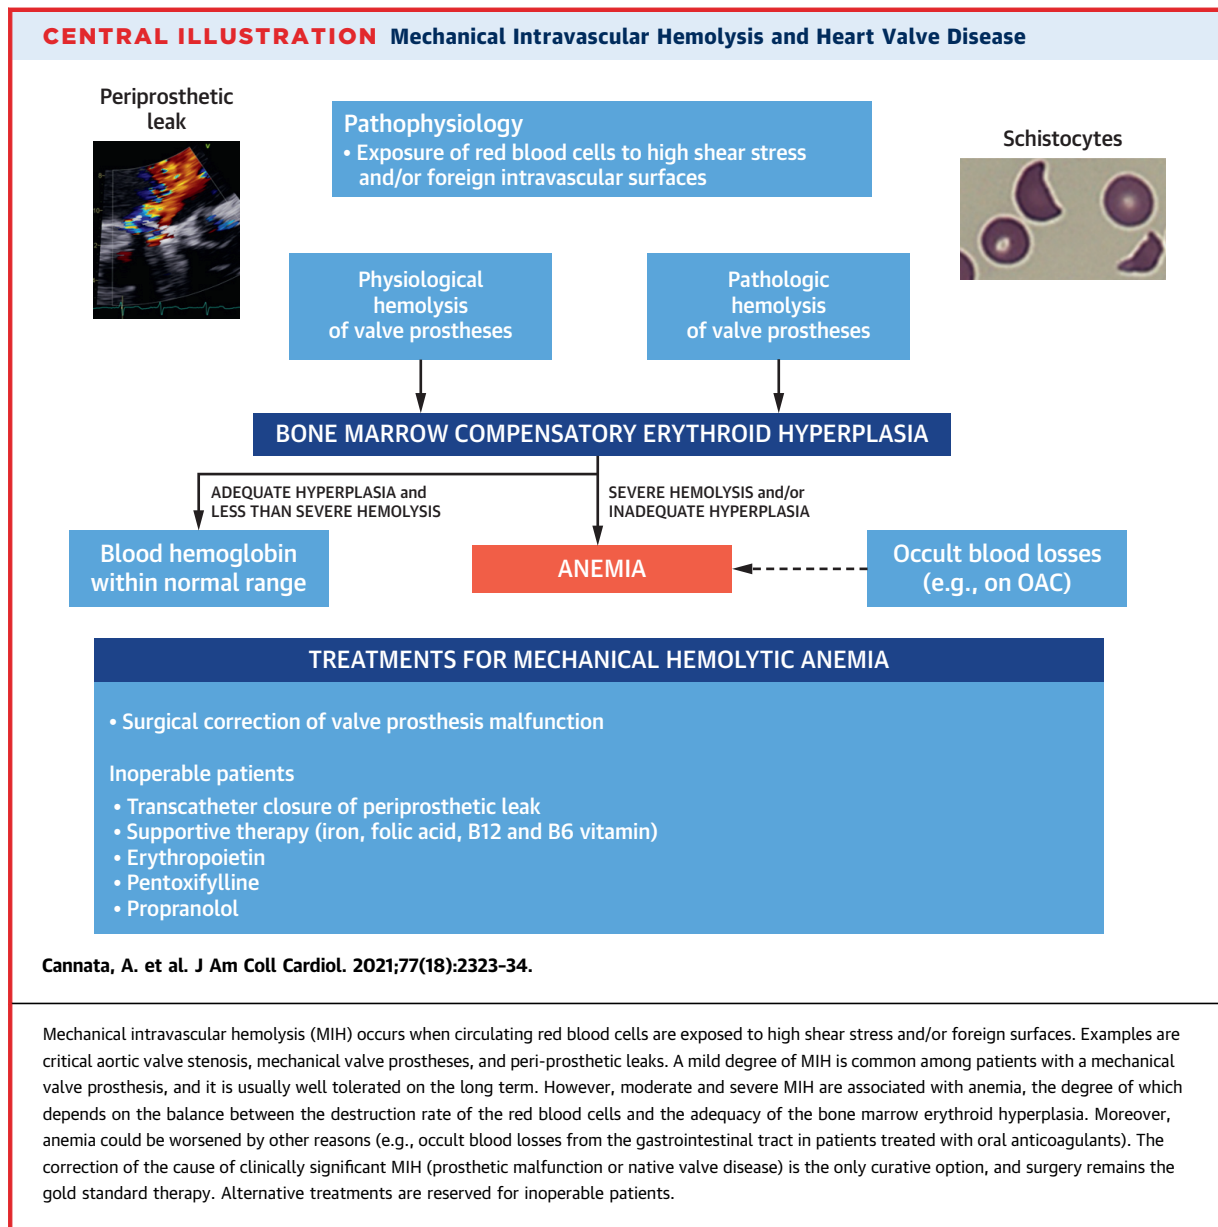 CENTRAL ILLUSTRATION Mechanical Intravascular Hemolysis and Heart Valve Disease
Periprosthetic
leak
Pathophysiology
• Exposure of red blood cells to high shear stress
and/or foreign intravascular surfaces
Schistocytes
Physiological
hemolysis
of valve prostheses
Pathologic
hemolysis
of valve prostheses
BONE MARROW COMPENSATORY ERYTHROID HYPERPLASIA
ADEQUATE HYPERPLASIA and
LESS THAN SEVERE HEMOLYSIS
SEVERE HEMOLYSIS and/or
INADEQUATE HYPERPLASIA
Blood hemoglobin
within normal range
ANEMIA
Occult blood losses
(e.g., on OAC)
TREATMENTS FOR MECHANICAL HEMOLYTIC ANEMIA
• Surgical correction of valve prosthesis malfunction
Inoperable patients
• Transcatheter closure of periprosthetic leak
• Supportive therapy (iron, folic acid, B12 and B6 vitamin)
• Erythropoietin
• Pentoxifylline
• Propranolol
Cannata, A. et al. J Am Coll Cardiol. 2021;77(18):2323–34.
Mechanical intravascular hemolysis (MIH) occurs when circulating red blood cells are exposed to high shear stress and/or foreign surfaces. Examples are
critical aortic valve stenosis, mechanical valve prostheses, and peri-prosthetic leaks. A mild degree of MIH is common among patients with a mechanical
valve prosthesis, and it is usually well tolerated on the long term. However, moderate and severe MIH are associated with anemia, the degree of which
depends on the balance between the destruction rate of the red blood cells and the adequacy of the bone marrow erythroid hyperplasia. Moreover,
anemia could be worsened by other reasons (e.g., occult blood losses from the gastrointestinal tract in patients treated with oral anticoagulants). The
correction of the cause of clinically significant MIH (prosthetic malfunction or native valve disease) is the only curative option, and surgery remains the
gold standard therapy. Alternative treatments are reserved for inoperable patients.